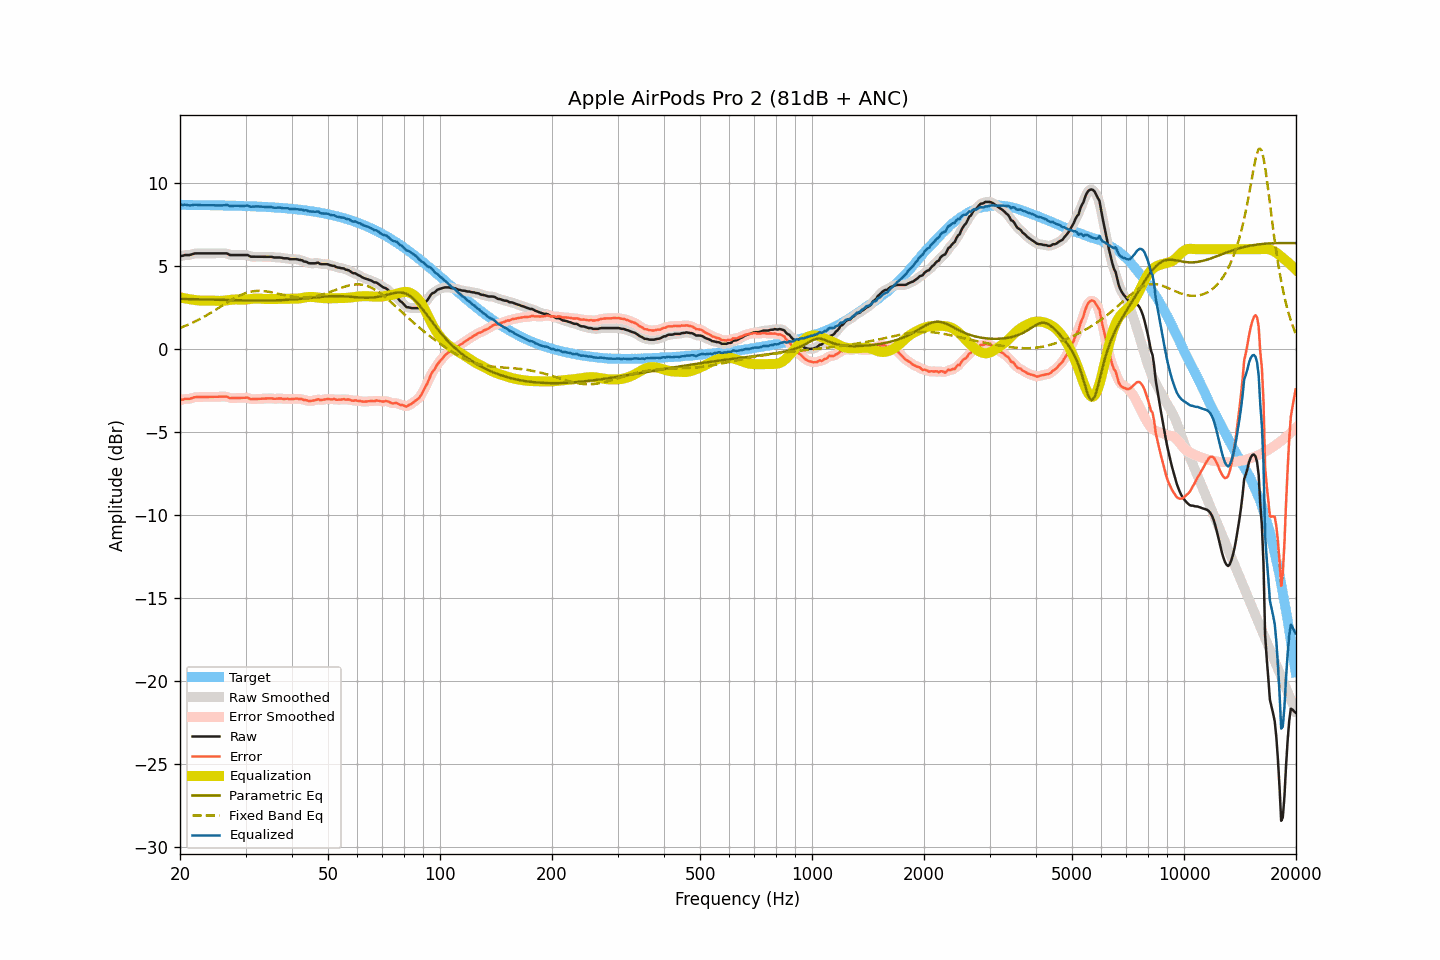 Apple AirPods Pro 2 (81dB + ANC)
10
5
0
−5
−10
−15
−20
−25
−30
Amplitude (dBr)
Target
Raw Smoothed
Error Smoothed
Raw
Error
Equalization
Parametric Eq
Fixed Band Eq
Equalized
20 50 100 200 500 1000 2000 5000 10000 20000
Frequency (Hz)